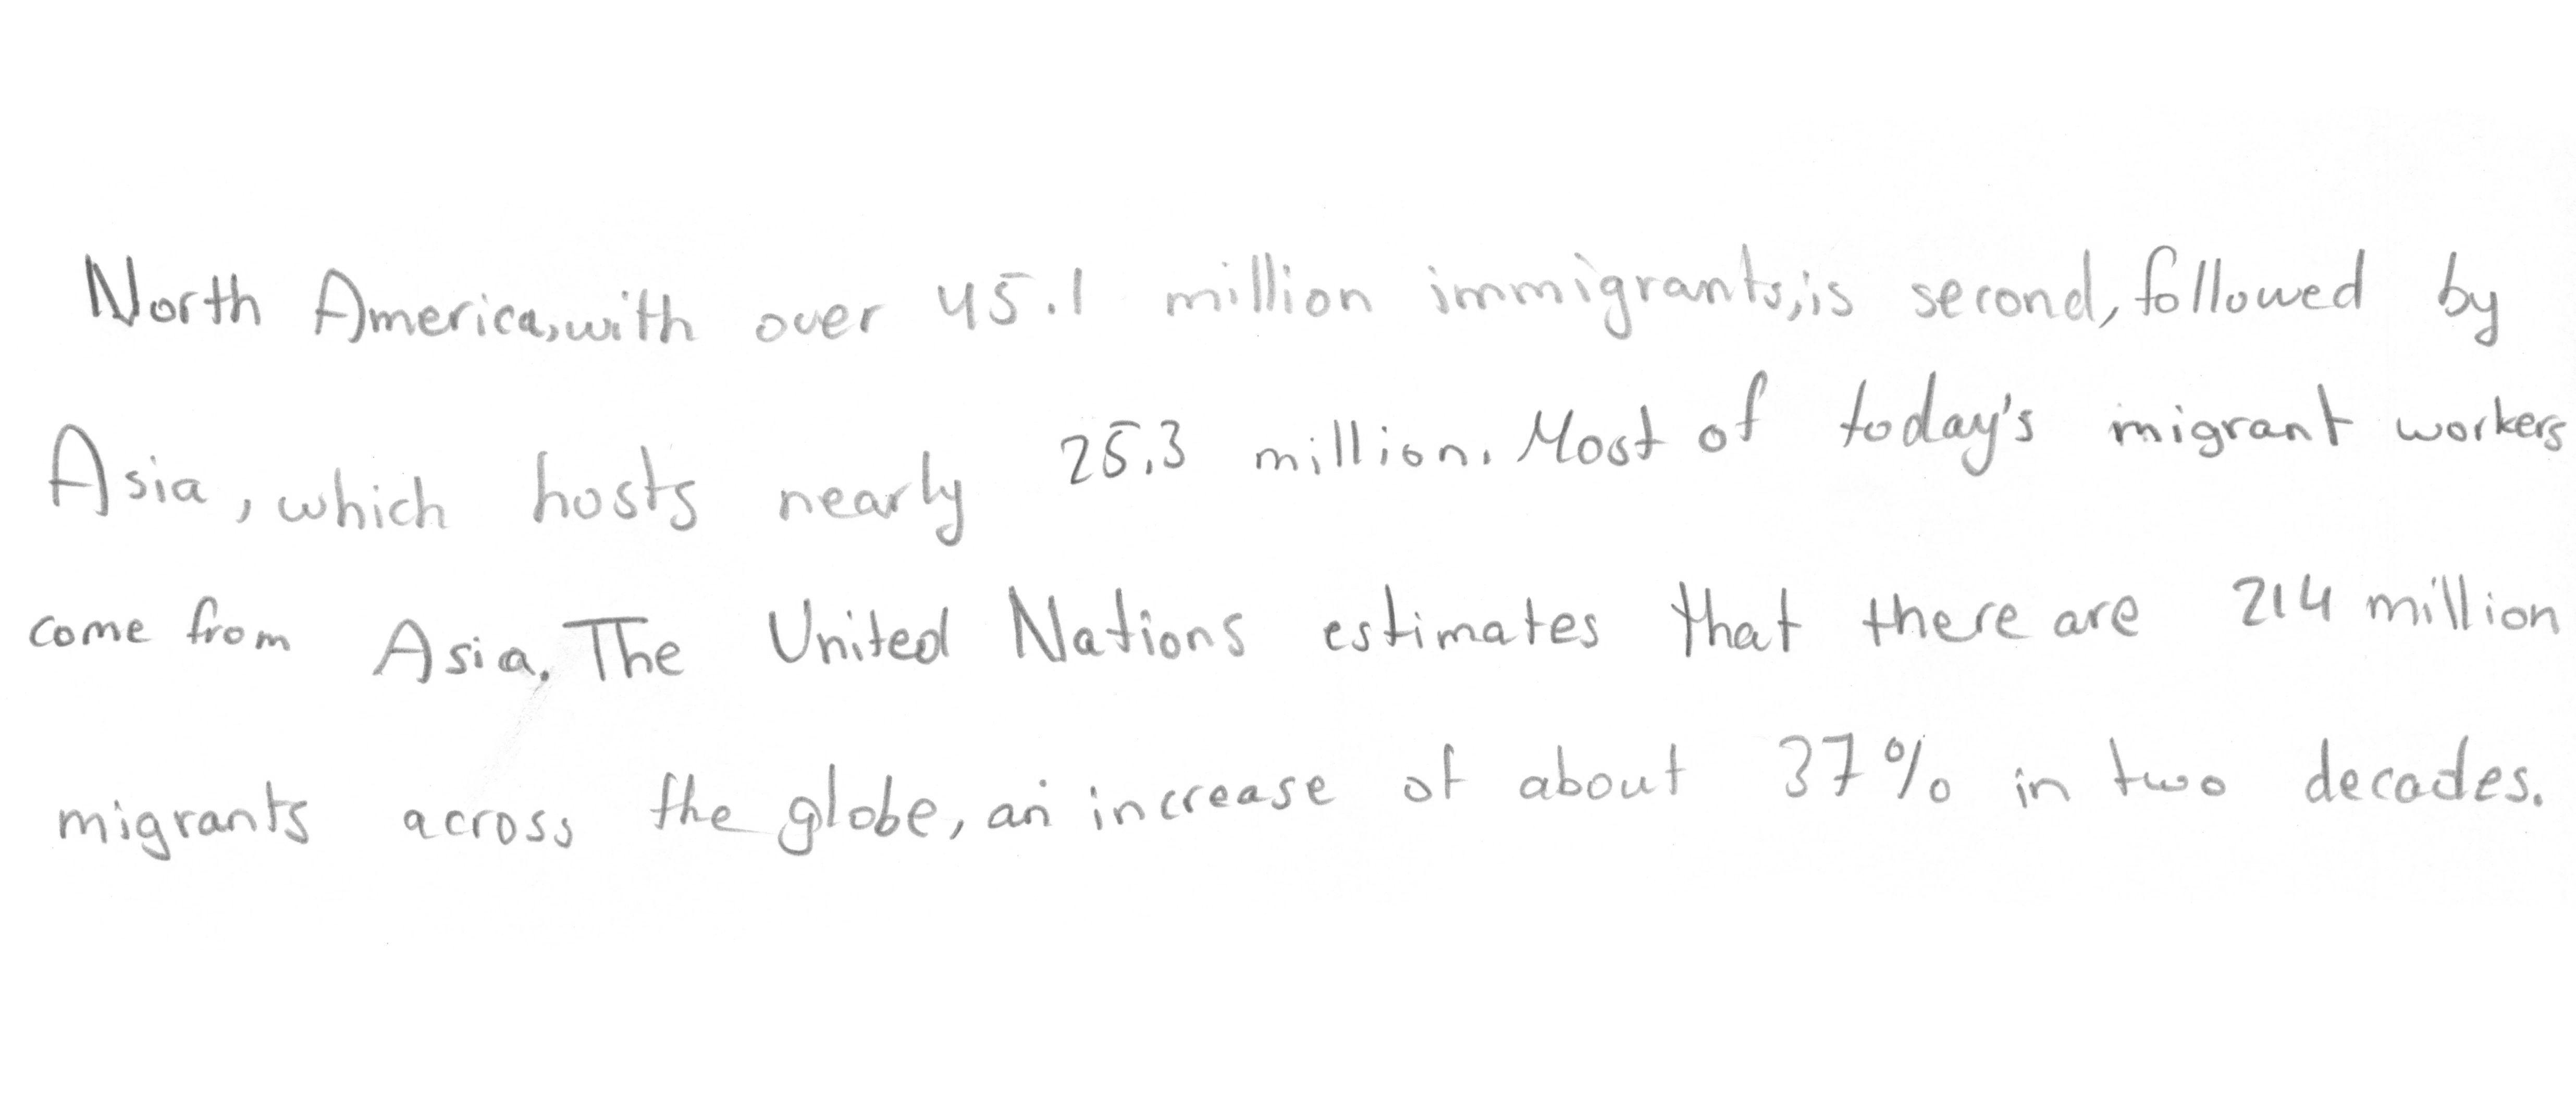 North America, with over 45.1 million immigrants, is second, followed by
Asia, which hosts nearly 25.3 million. Most of today's migrant workers
come from Asia. The United Nations estimates that there are 214 million
migrants across the globe, an increase of about 37% in two decades.